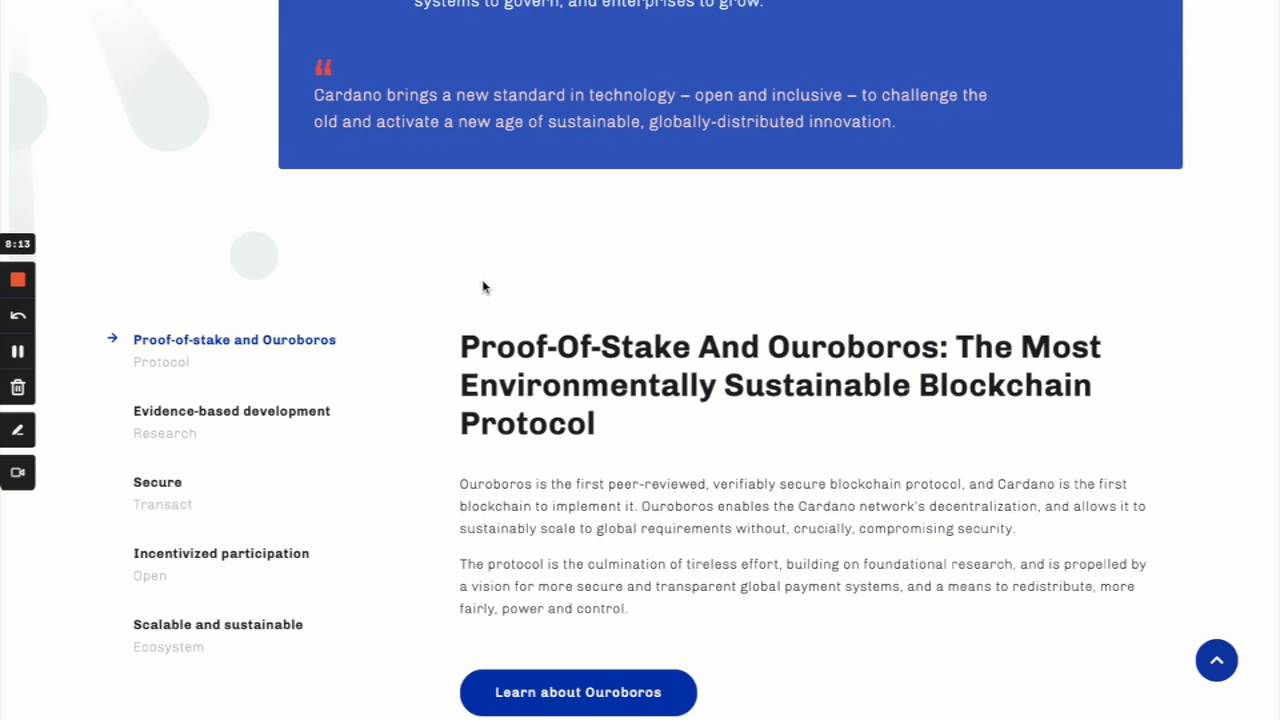 systems to govern, and enterprises to grow.
“
Cardano brings a new standard in technology – open and inclusive – to challenge the
old and activate a new age of sustainable, globally-distributed innovation.
8:13
Proof-of-stake and Ouroboros
Protocol
Evidence-based development
Research
Secure
Transact
Incentivized participation
Open
Scalable and sustainable
Ecosystem
Proof-Of-Stake And Ouroboros: The Most
Environmentally Sustainable Blockchain
Protocol
Ouroboros is the first peer-reviewed, verifiably secure blockchain protocol, and Cardano is the first
blockchain to implement it. Ouroboros enables the Cardano network’s decentralization, and allows it to
sustainably scale to global requirements without, crucially, compromising security.
The protocol is the culmination of tireless effort, building on foundational research, and is propelled by
a vision for more secure and transparent global payment systems, and a means to redistribute, more
fairly, power and control.
Learn about Ouroboros